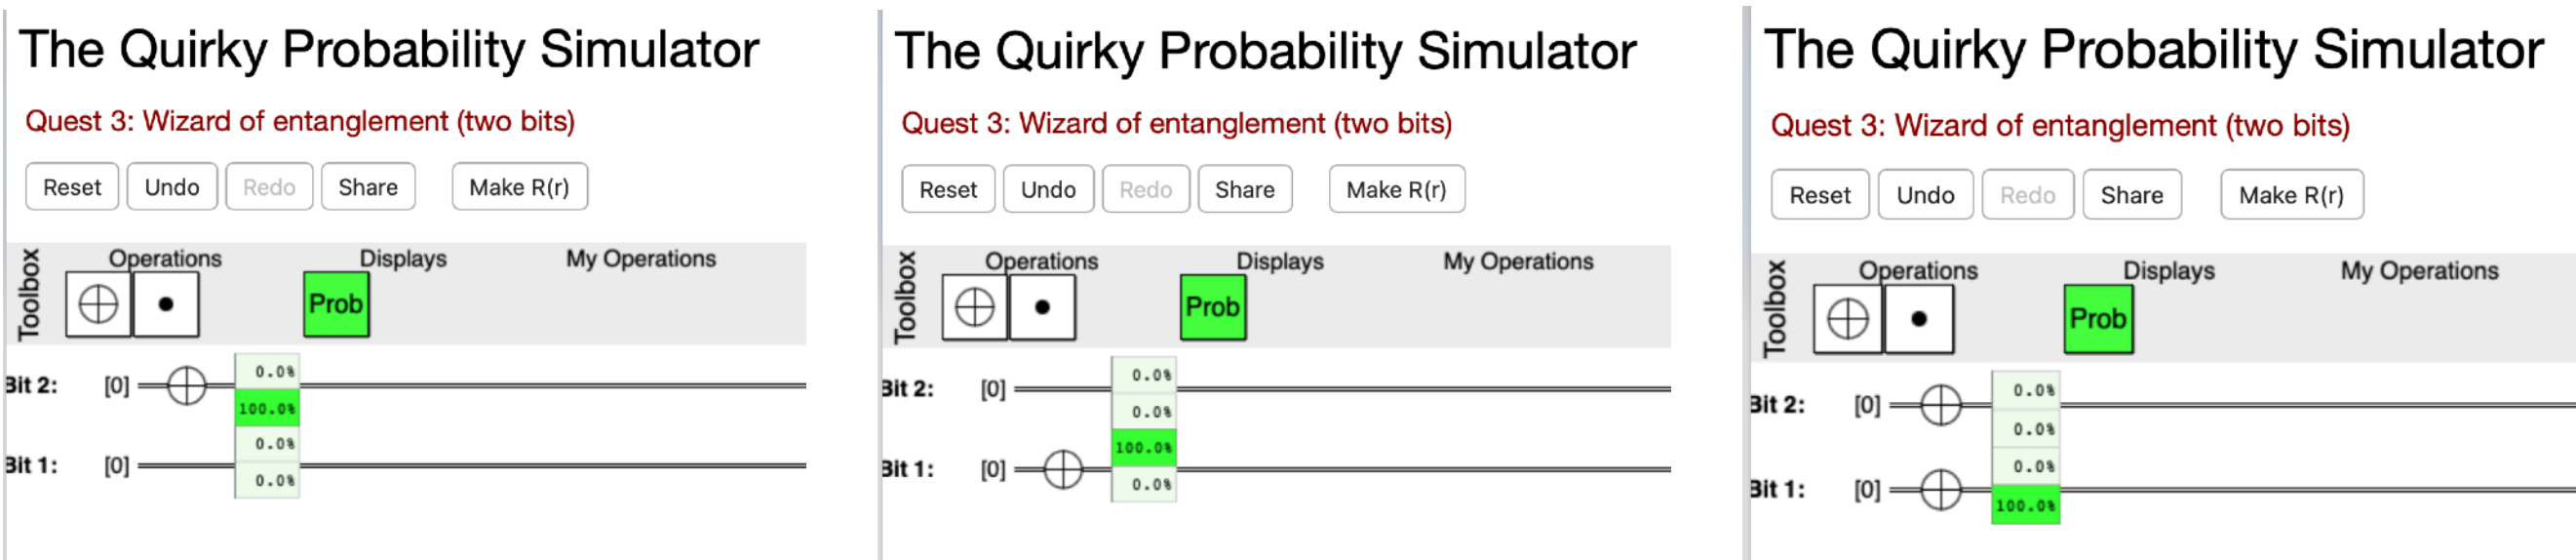 The Quirky Probability Simulator
Quest 3: Wizard of entanglement (two bits)
Reset Undo Redo Share Make R(r)
Toolbox
Operations Displays My Operations
Prob
0.0%
Bit 2: [0]
100.0%
0.0%
Bit 1: [0]
0.0%
The Quirky Probability Simulator
Quest 3: Wizard of entanglement (two bits)
Reset Undo Redo Share Make R(r)
Toolbox
Operations Displays My Operations
Prob
0.0%
Bit 2: [0]
0.0%
100.0%
Bit 1: [0]
0.0%
The Quirky Probability Simulator
Quest 3: Wizard of entanglement (two bits)
Reset Undo Redo Share Make R(r)
Toolbox
Operations Displays My Operations
Prob
0.0%
Bit 2: [0]
0.0%
0.0%
Bit 1: [0]
100.0%